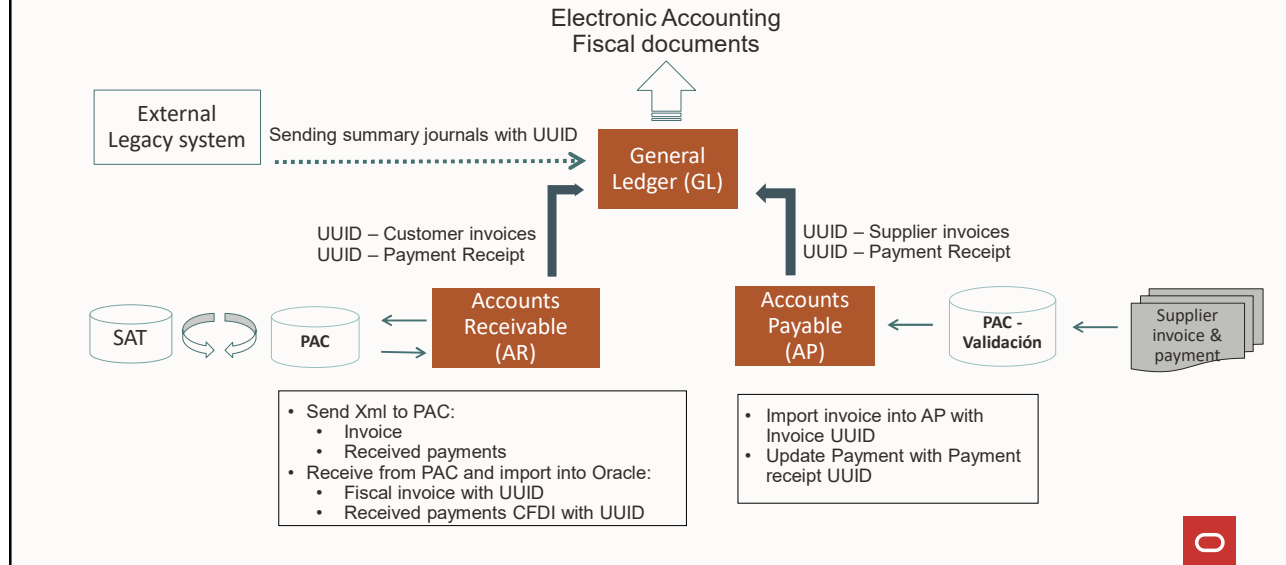 Electronic Accounting
Fiscal documents
External
Legacy system
Sending summary journals with UUID
General
Ledger (GL)
UUID – Customer invoices
UUID – Payment Receipt
UUID – Supplier invoices
UUID – Payment Receipt
SAT
PAC
Accounts
Receivable
(AR)
Accounts
Payable
(AP)
PAC -
Validación
Supplier
invoice &
payment
• Send Xml to PAC:
• Invoice
• Received payments
• Receive from PAC and import into Oracle:
• Fiscal invoice with UUID
• Received payments CFDI with UUID
• Import invoice into AP with
Invoice UUID
• Update Payment with Payment
receipt UUID